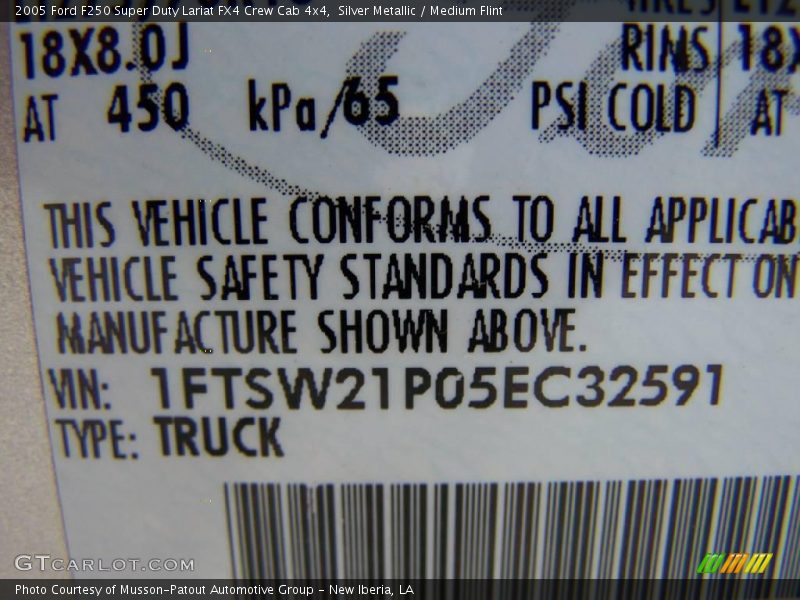 2005 Ford F250 Super Duty Lariat FX4 Crew Cab 4x4, Silver Metallic / Medium Flint
18X8.0J RIMS 18X
AT 450 kPa/65 PSI COLD AT
THIS VEHICLE CONFORMS TO ALL APPLICAB
VEHICLE SAFETY STANDARDS IN EFFECT ON
MANUFACTURE SHOWN ABOVE.
VIN: 1FTSW21P05EC32591
TYPE: TRUCK
GTCARLOT.COM
Photo Courtesy of Musson-Patout Automotive Group - New Iberia, LA